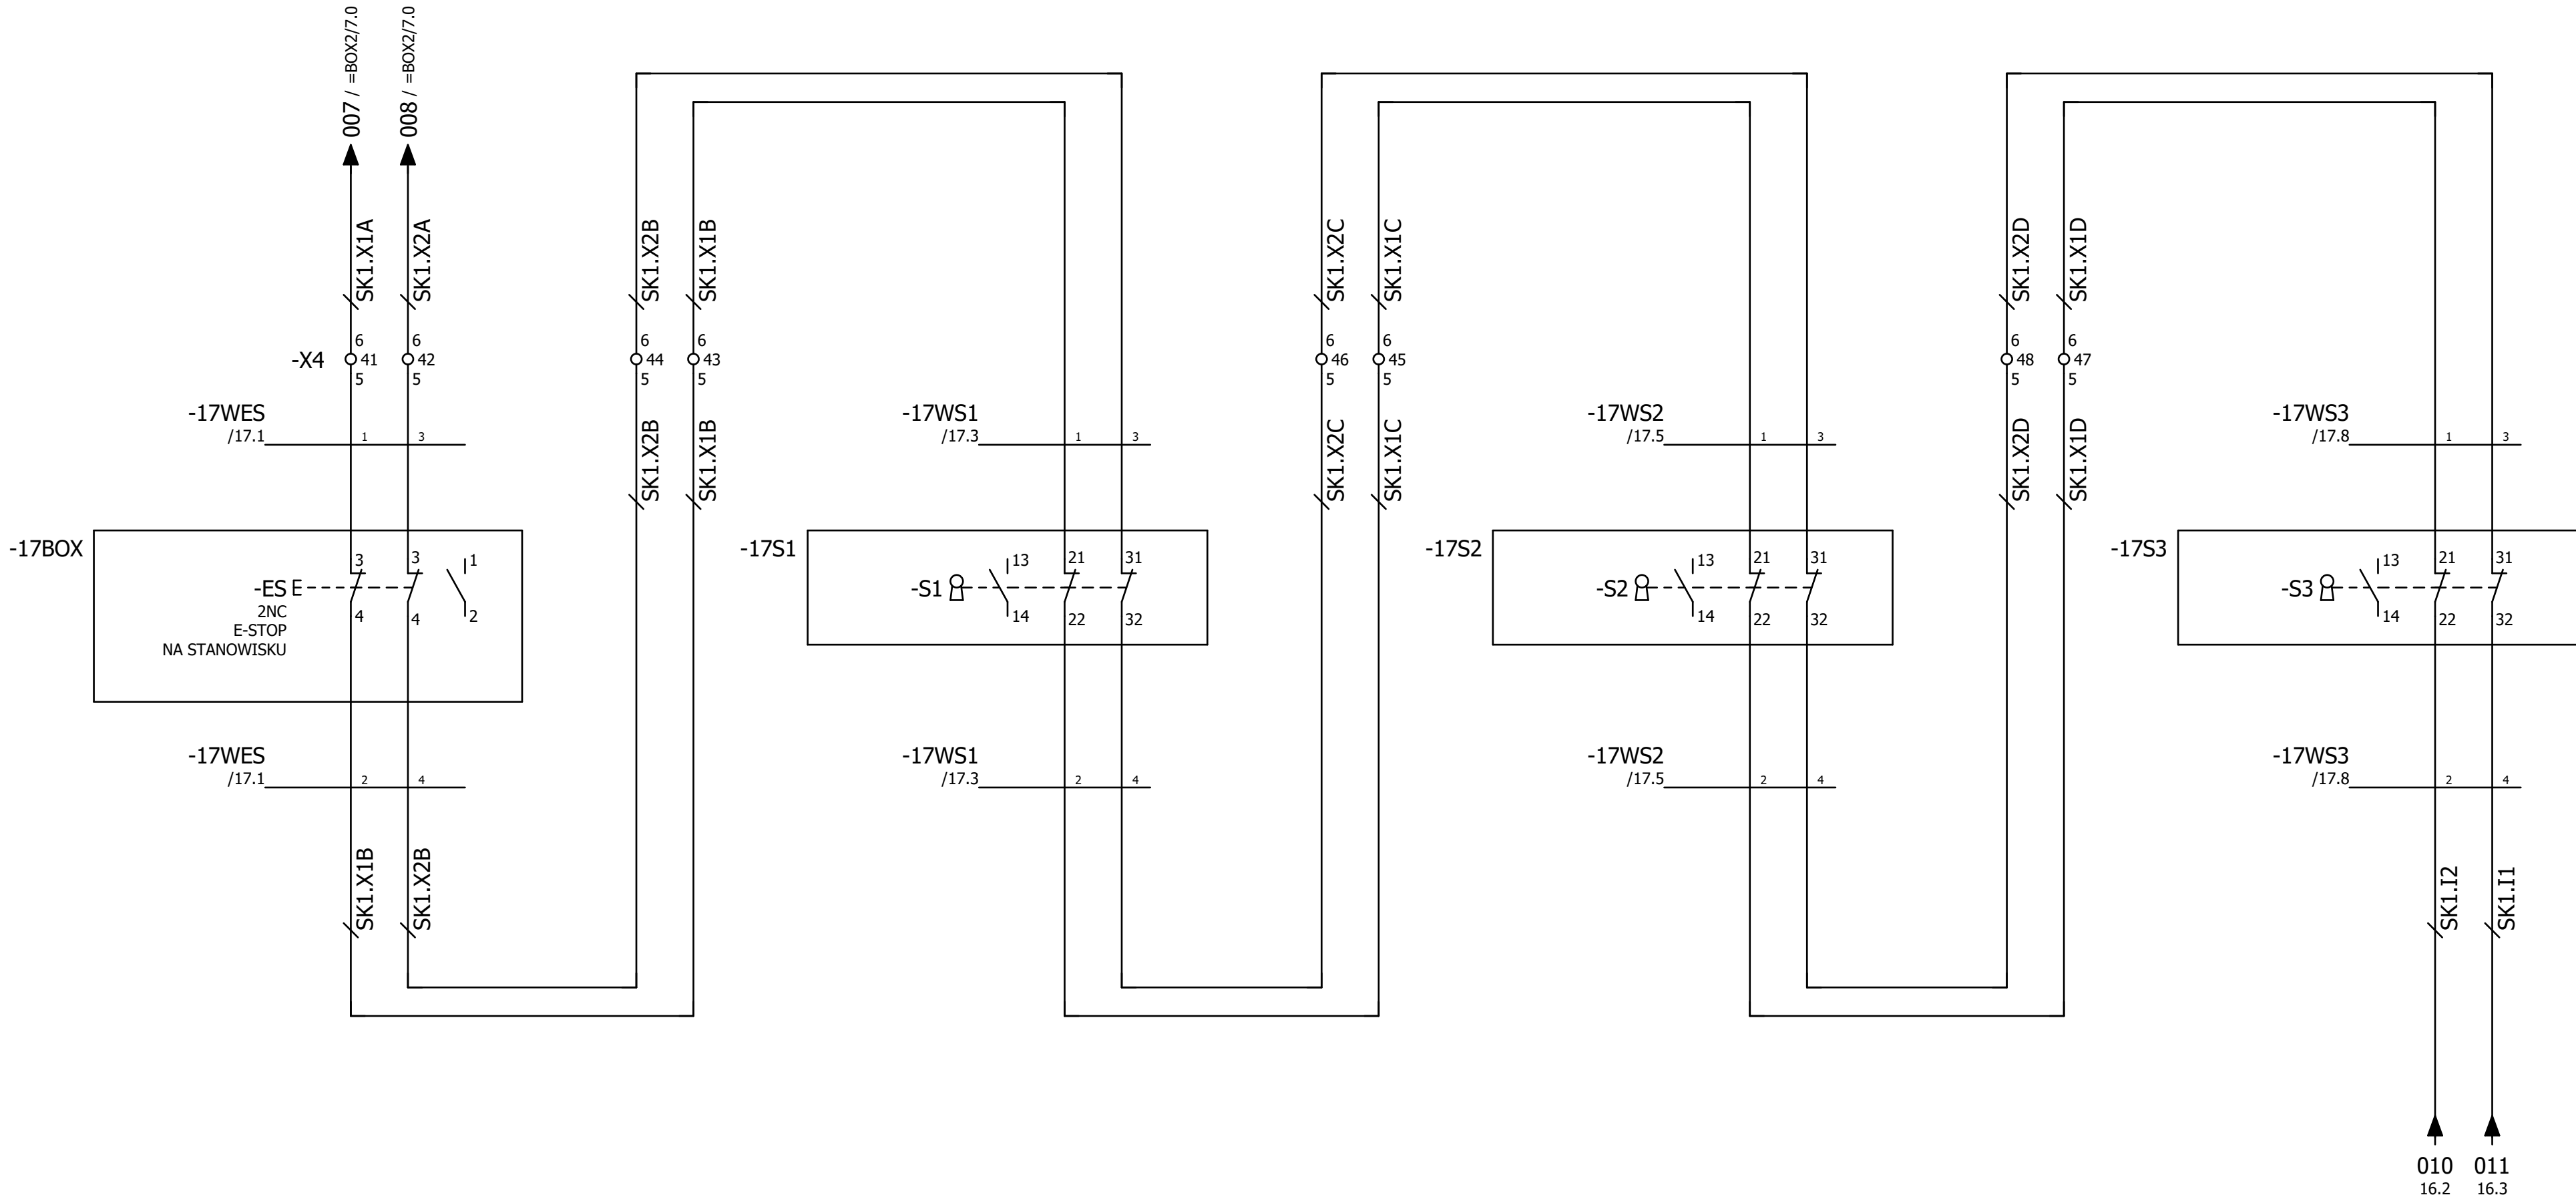 007 / =BOX2/7.0
008 / =BOX2/7.0
SK1.X1A
SK1.X2A
SK1.X2B
SK1.X1B
SK1.X2C
SK1.X1C
SK1.X2D
SK1.X1D
-X4
6
41
5
6
42
5
6
44
5
6
43
5
6
46
5
6
45
5
6
48
5
6
47
5
-17WES
/17.1
1
3
SK1.X2B
SK1.X1B
-17WS1
/17.3
1
3
SK1.X2C
SK1.X1C
-17WS2
/17.5
1
3
SK1.X2D
SK1.X1D
-17WS3
/17.8
1
3
-17BOX
-ES E
2NC
E-STOP
NA STANOWISKU
3
4
3
4
1
2
-17S1
-S1
13
14
21
22
31
32
-17S2
-S2
13
14
21
22
31
32
-17S3
-S3
13
14
21
22
31
32
-17WES
/17.1
2
4
-17WS1
/17.3
2
4
-17WS2
/17.5
2
4
-17WS3
/17.8
2
4
SK1.X1B
SK1.X2B
SK1.I2
SK1.I1
010
16.2
011
16.3